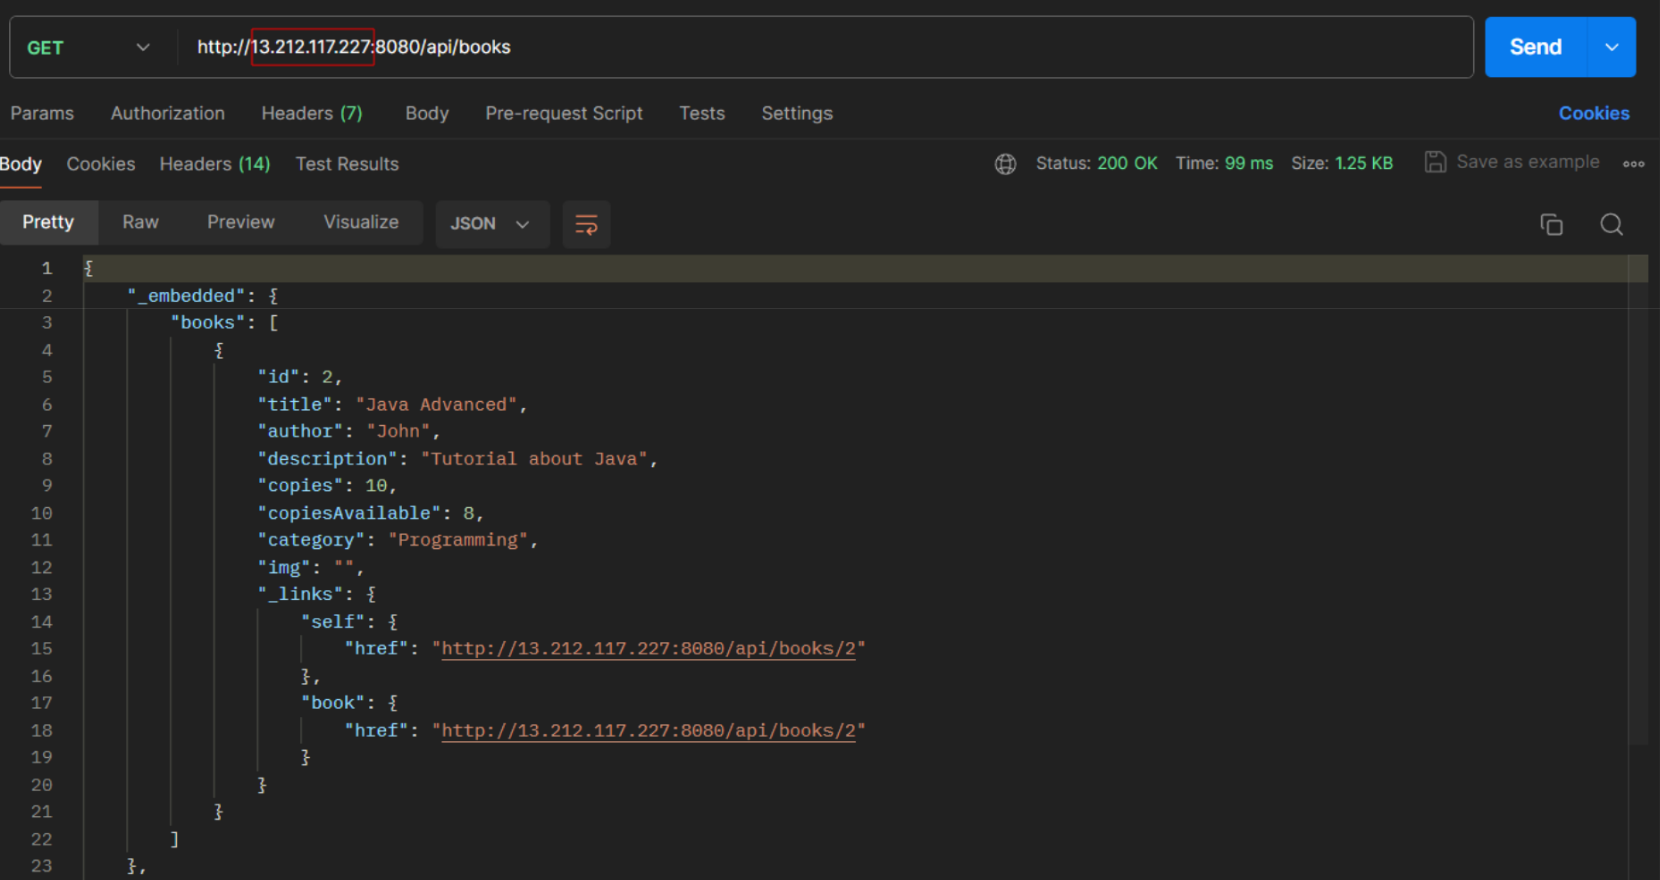 GET http://13.212.117.227:8080/api/books Send
Params Authorization Headers (7) Body Pre-request Script Tests Settings Cookies
Body Cookies Headers (14) Test Results Status: 200 OK Time: 99 ms Size: 1.25 KB Save as example
Pretty Raw Preview Visualize JSON
1 {
2 "_embedded": {
3 "books": [
4 {
5 "id": 2,
6 "title": "Java Advanced",
7 "author": "John",
8 "description": "Tutorial about Java",
9 "copies": 10,
10 "copiesAvailable": 8,
11 "category": "Programming",
12 "img": "",
13 "_links": {
14 "self": {
15 "href": "http://13.212.117.227:8080/api/books/2"
16 },
17 "book": {
18 "href": "http://13.212.117.227:8080/api/books/2"
19 }
20 }
21 }
22 ]
23 },